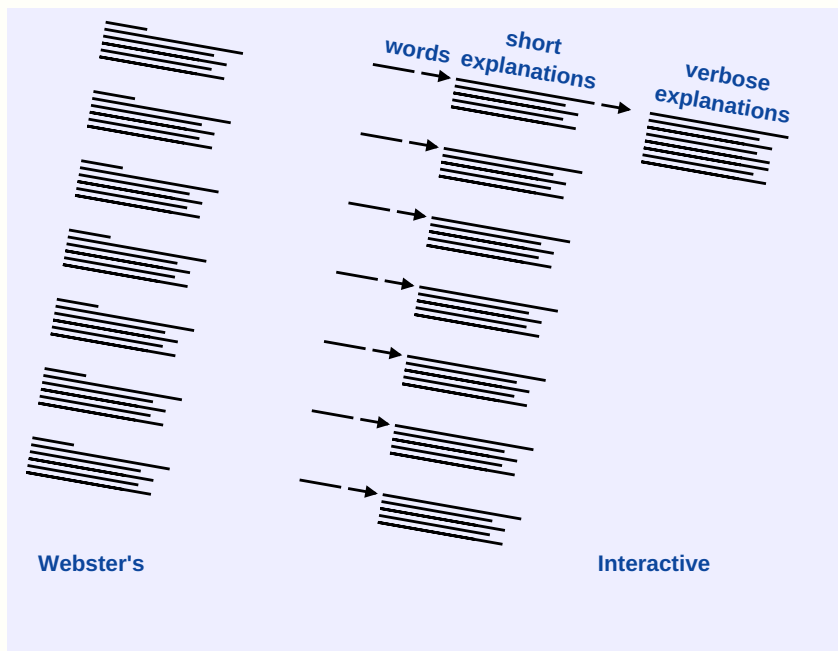 words
short
explanations
verbose
explanations
Webster's
Interactive